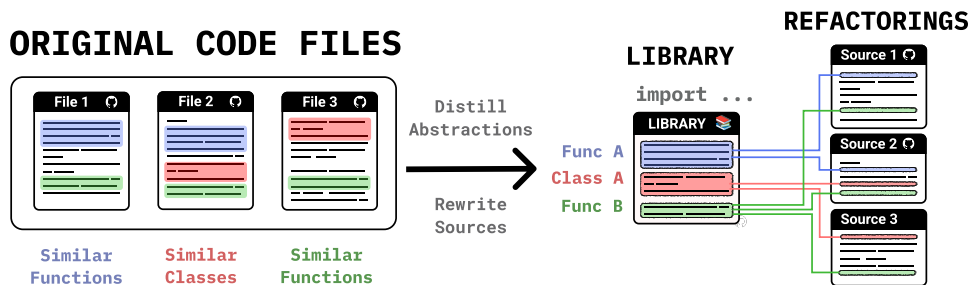 ORIGINAL CODE FILES
File 1
File 2
File 3
Similar
Functions
Similar
Classes
Similar
Functions
Distill
Abstractions
Rewrite
Sources
LIBRARY
import ...
LIBRARY
Func A
Class A
Func B
REFACTORINGS
Source 1
Source 2
Source 3